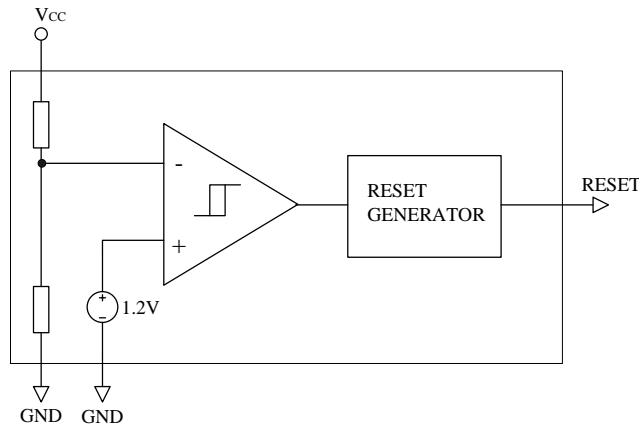 VCC
-
+
RESET
GENERATOR
RESET
+
1.2V
-
GND
GND